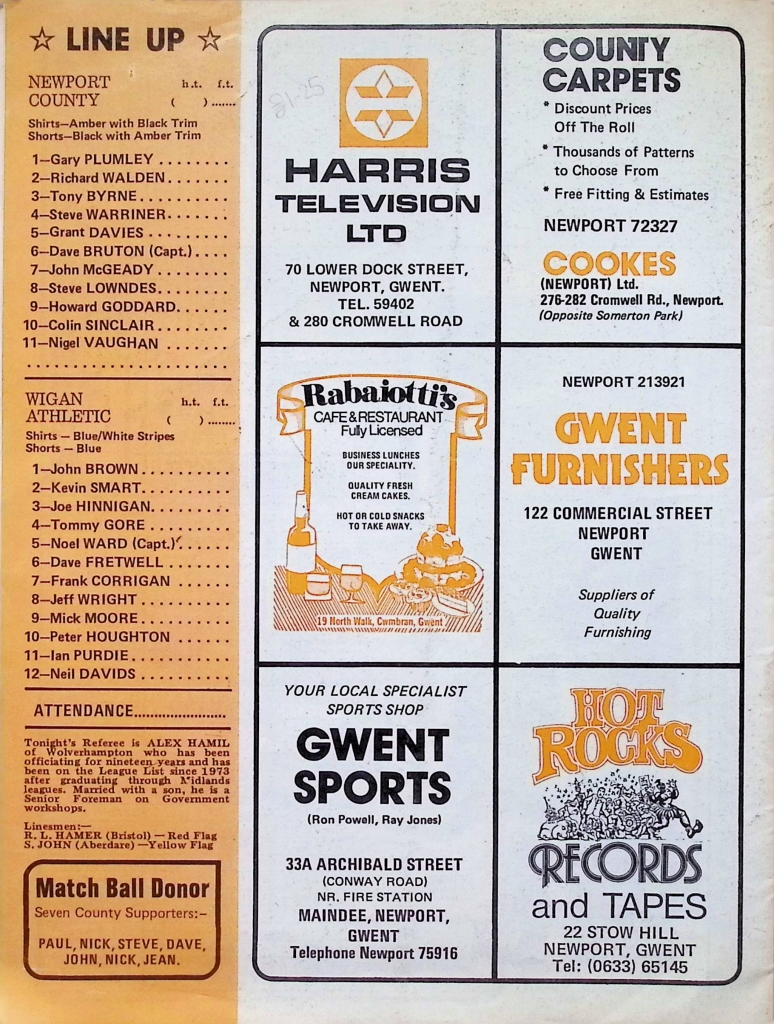 ☆ LINE UP ☆
NEWPORT h.t. f.t.
COUNTY ( ).......
Shirts—Amber with Black Trim
Shorts—Black with Amber Trim
1—Gary PLUMLEY ........
2—Richard WALDEN.......
3—Tony BYRNE..........
4—Steve WARRINER.......
5—Grant DAVIES ........
6—Dave BRUTON (Capt.)....
7—John McGEADY ........
8—Steve LOWNDES.......
9—Howard GODDARD......
10—Colin SINCLAIR........
11—Nigel VAUGHAN .......
......................
WIGAN h.t. f.t.
ATHLETIC ( )........
Shirts — Blue/White Stripes
Shorts — Blue
1—John BROWN ..........
2—Kevin SMART..........
3—Joe HINNIGAN.........
4—Tommy GORE .........
5—Noel WARD (Capt.).......
6—Dave FRETWELL .......
7—Frank CORRIGAN ......
8—Jeff WRIGHT ..........
9—Mick MOORE ..........
10—Peter HOUGHTON ......
11—Ian PURDIE...........
12—Neil DAVIDS ..........
ATTENDANCE.......................
Tonight's Referee is ALEX HAMIL
of Wolverhampton who has been
officiating for nineteen years and has
been on the League List since 1973
after graduating through Midlands
leagues. Married with a son, he is a
Senior Foreman on Government
workshops.
Linesmen:—
R. L. HAMER (Bristol) — Red Flag
S. JOHN (Aberdare) —Yellow Flag
Match Ball Donor
Seven County Supporters:—
PAUL, NICK, STEVE, DAVE,
JOHN, NICK, JEAN.
21-25
HARRIS
TELEVISION
LTD
70 LOWER DOCK STREET,
NEWPORT, GWENT.
TEL. 59402
& 280 CROMWELL ROAD
COUNTY
CARPETS
* Discount Prices
Off The Roll
* Thousands of Patterns
to Choose From
* Free Fitting & Estimates
NEWPORT 72327
COOKES
(NEWPORT) Ltd.
276-282 Cromwell Rd., Newport.
(Opposite Somerton Park)
Rabaiotti's
CAFE & RESTAURANT
Fully Licensed
BUSINESS LUNCHES
OUR SPECIALITY.
QUALITY FRESH
CREAM CAKES.
HOT OR COLD SNACKS
TO TAKE AWAY.
19 North Walk, Cwmbran, Gwent
NEWPORT 213921
GWENT
FURNISHERS
122 COMMERCIAL STREET
NEWPORT
GWENT
Suppliers of
Quality
Furnishing
YOUR LOCAL SPECIALIST
SPORTS SHOP
GWENT
SPORTS
(Ron Powell, Ray Jones)
33A ARCHIBALD STREET
(CONWAY ROAD)
NR. FIRE STATION
MAINDEE, NEWPORT,
GWENT
Telephone Newport 75916
HOT
ROCKS
RECORDS
and TAPES
22 STOW HILL
NEWPORT, GWENT
Tel: (0633) 65145